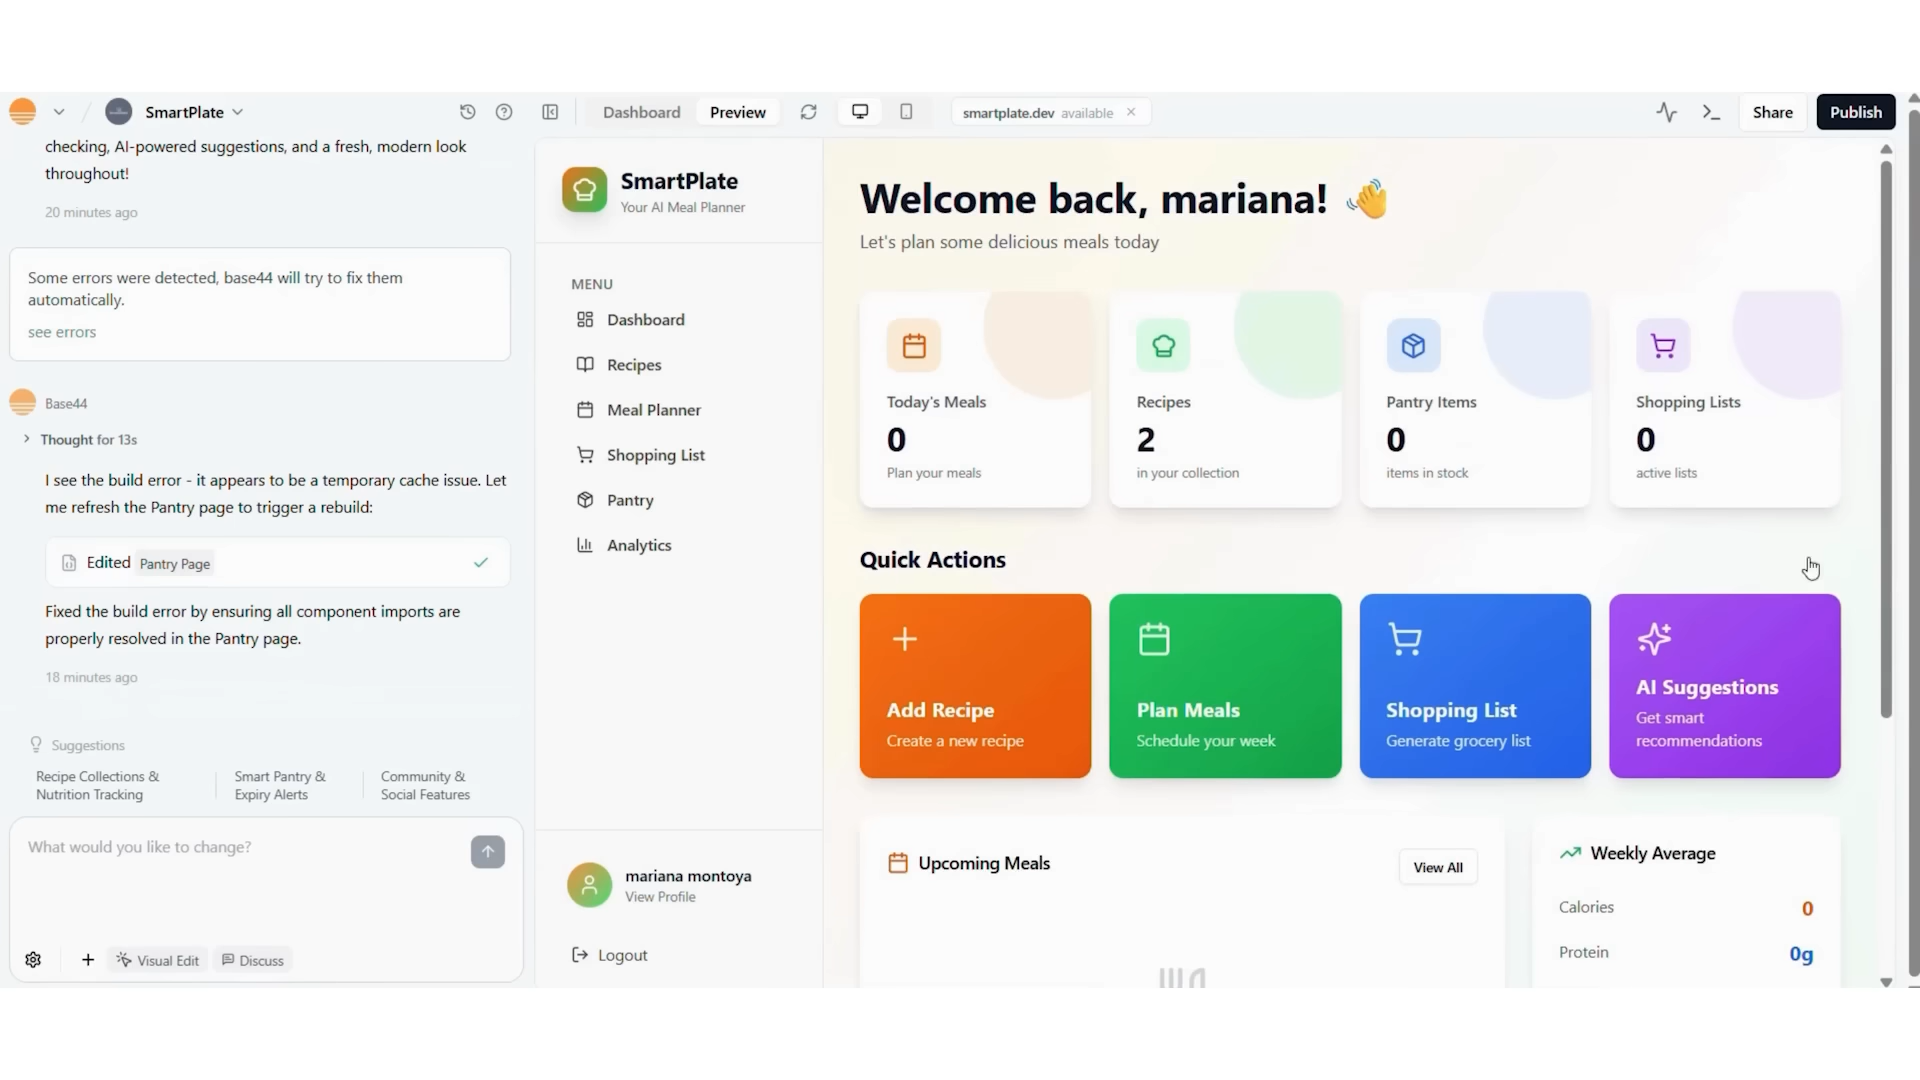 SmartPlate
Dashboard
Preview
smartplate.dev available
Share
Publish
checking, AI-powered suggestions, and a fresh, modern look
throughout!
20 minutes ago
Some errors were detected, base44 will try to fix them
automatically.
see errors
Base44
Thought for 13s
I see the build error - it appears to be a temporary cache issue. Let
me refresh the Pantry page to trigger a rebuild:
Edited Pantry Page
Fixed the build error by ensuring all component imports are
properly resolved in the Pantry page.
18 minutes ago
Suggestions
Recipe Collections &
Nutrition Tracking
Smart Pantry &
Expiry Alerts
Community &
Social Features
What would you like to change?
Visual Edit
Discuss
SmartPlate
Your AI Meal Planner
MENU
Dashboard
Recipes
Meal Planner
Shopping List
Pantry
Analytics
mariana montoya
View Profile
Logout
Welcome back, mariana! 👋
Let's plan some delicious meals today
Today's Meals
0
Plan your meals
Recipes
2
in your collection
Pantry Items
0
items in stock
Shopping Lists
0
active lists
Quick Actions
Add Recipe
Create a new recipe
Plan Meals
Schedule your week
Shopping List
Generate grocery list
AI Suggestions
Get smart
recommendations
Upcoming Meals
View All
Weekly Average
Calories
0
Protein
0g